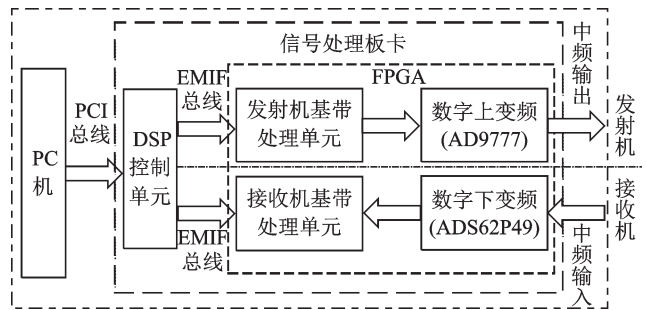 信号处理板卡
中频输出
EMIF
总线
FPGA
PCI
总线
PC
机
DSP
控制
单元
发射机基带
处理单元
数字上变频
(AD9777)
发射机
接收机基带
处理单元
数字下变频
(ADS62P49)
接收机
EMIF
总线
中频输入